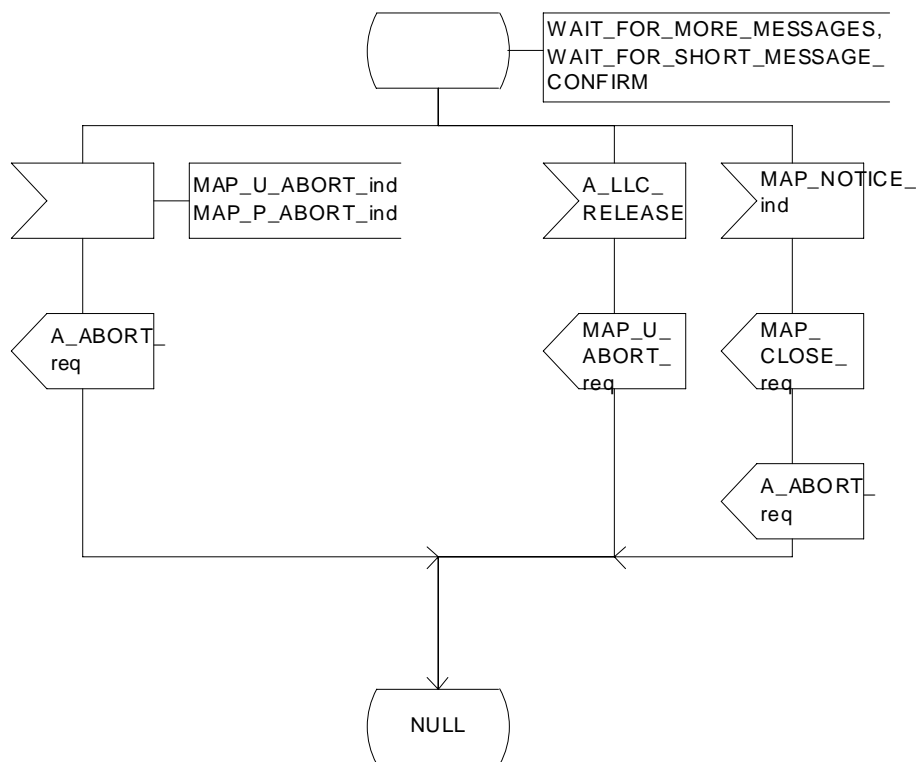 WAIT_FOR_MORE_MESSAGES,
WAIT_FOR_SHORT_MESSAGE_
CONFIRM
MAP_U_ABORT_ind
MAP_P_ABORT_ind
A_LLC_
RELEASE
MAP_NOTICE_
ind
A_ABORT_
req
MAP_U_
ABORT_
req
MAP_
CLOSE_
req
A_ABORT_
req
NULL